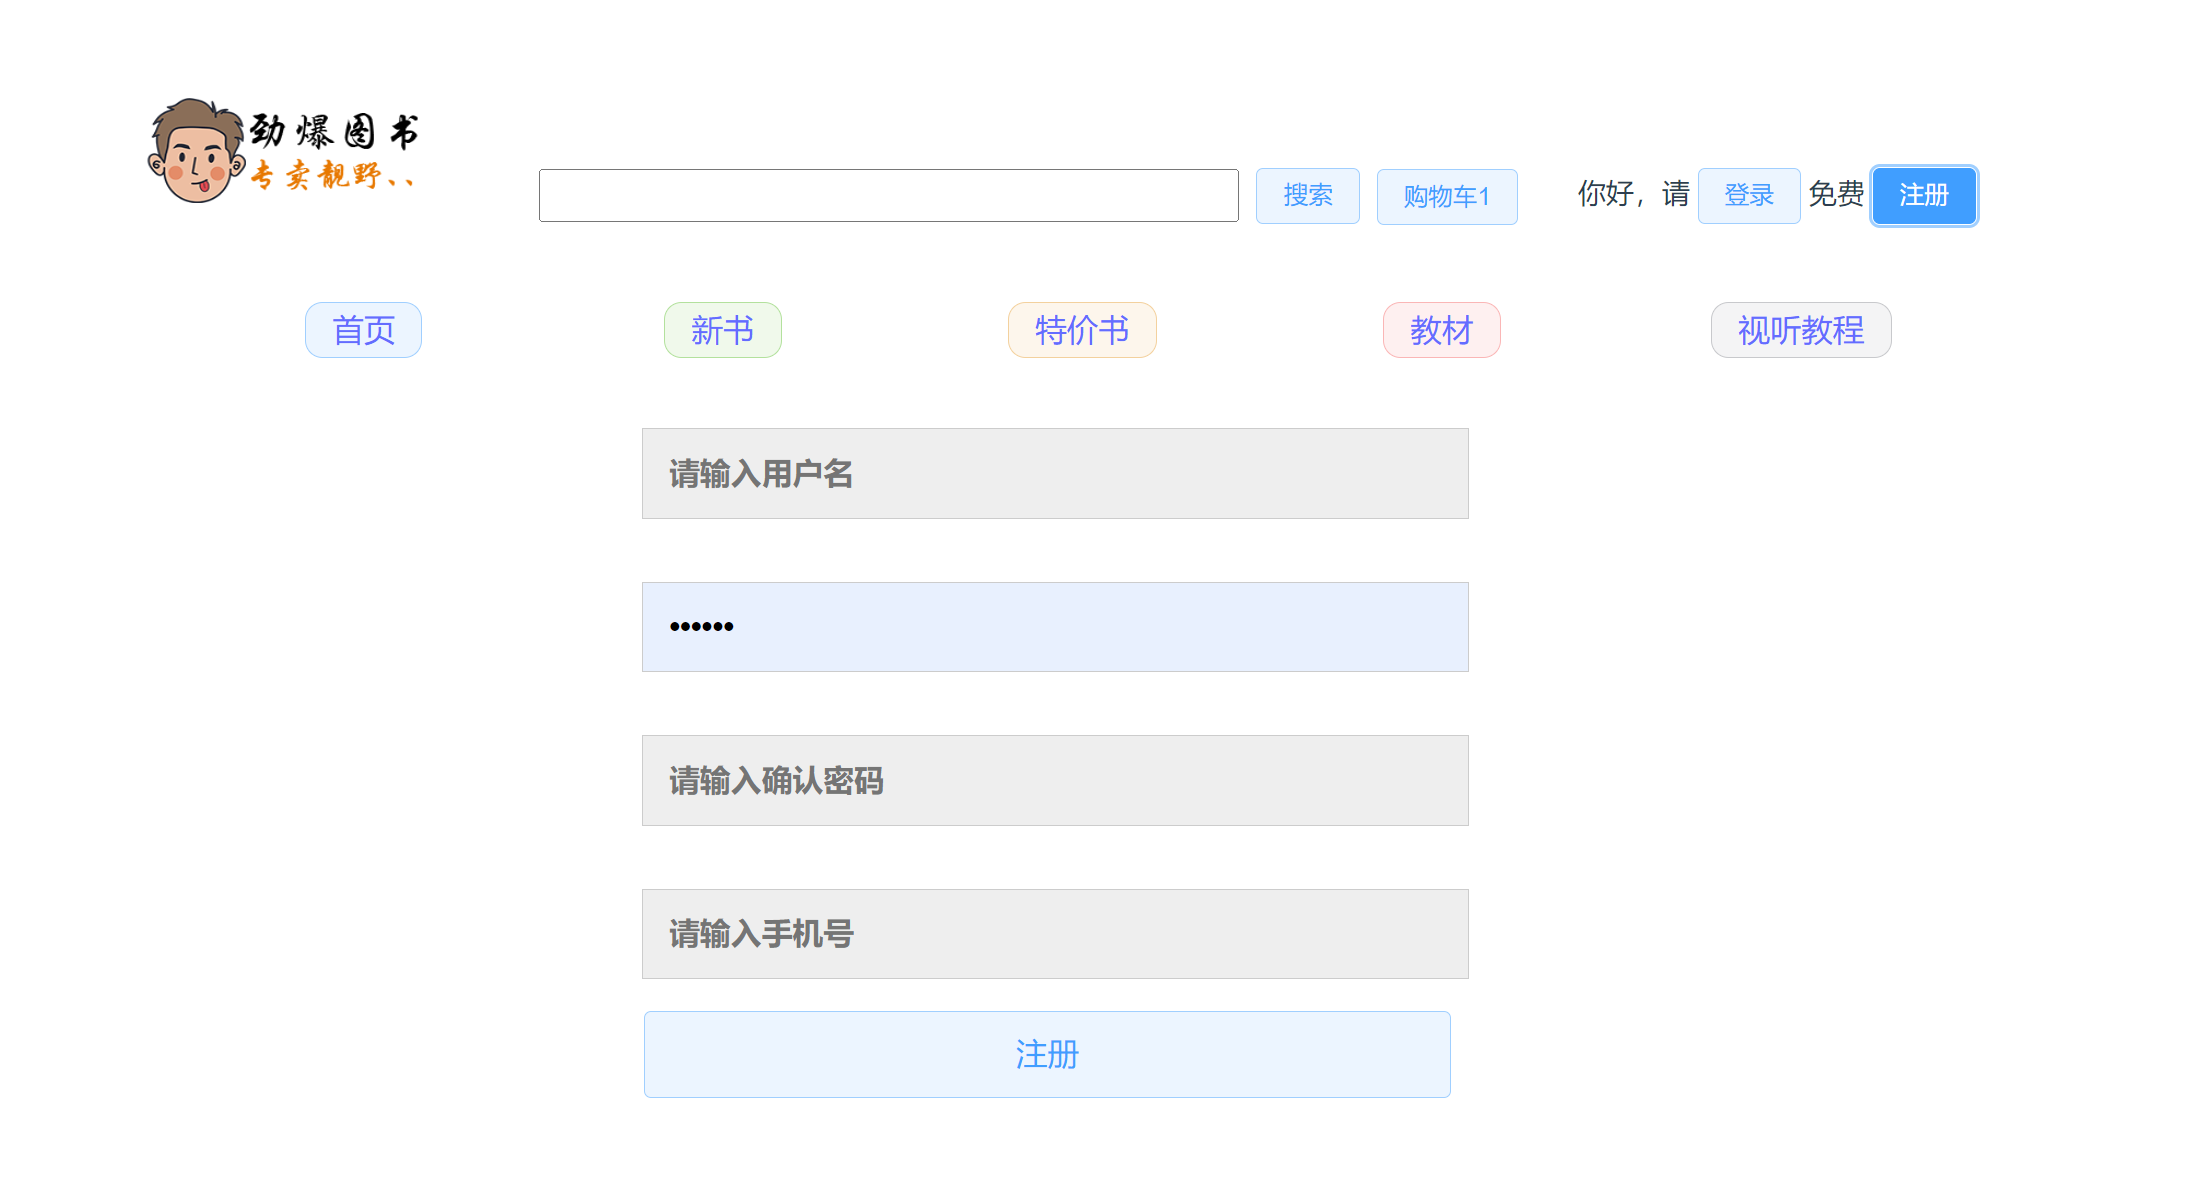 劲爆图书
专卖靓野、、
搜索 购物车1 你好，请 登录 免费 注册
首页 新书 特价书 教材 视听教程
请输入用户名
••••••
请输入确认密码
请输入手机号
注册